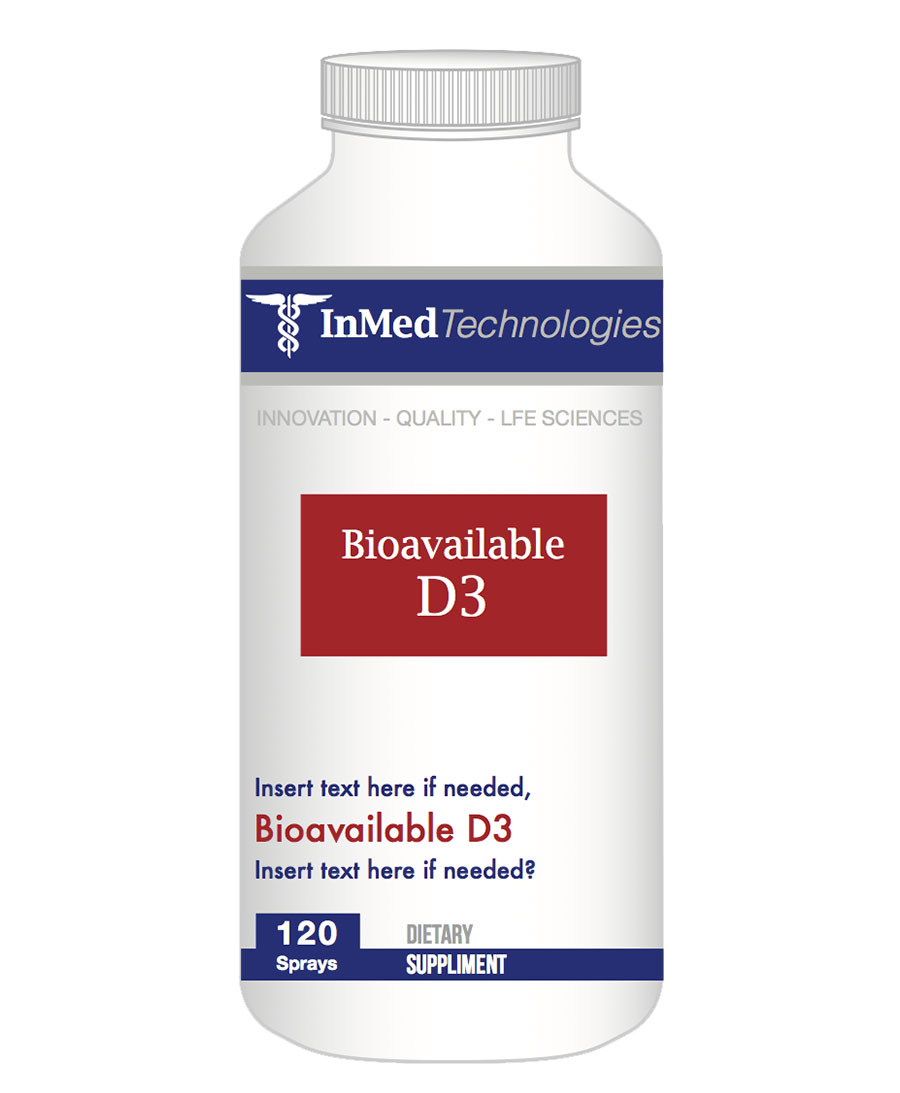 InMedTechnologies
INNOVATION - QUALITY - LFE SCIENCES
Bioavailable
D3
Insert text here if needed,
Bioavailable D3
Insert text here if needed?
120
Sprays
DIETARY
SUPPLIMENT